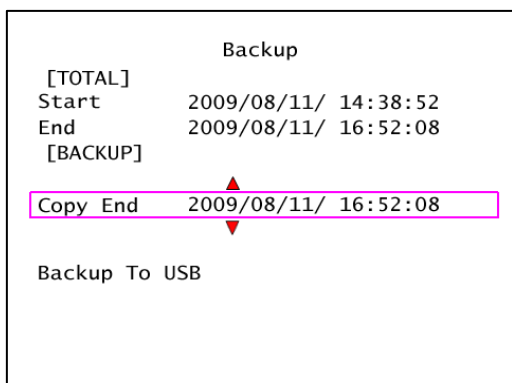 Backup
[TOTAL]
Start 2009/08/11/ 14:38:52
End 2009/08/11/ 16:52:08
[BACKUP]
Copy End 2009/08/11/ 16:52:08
Backup To USB